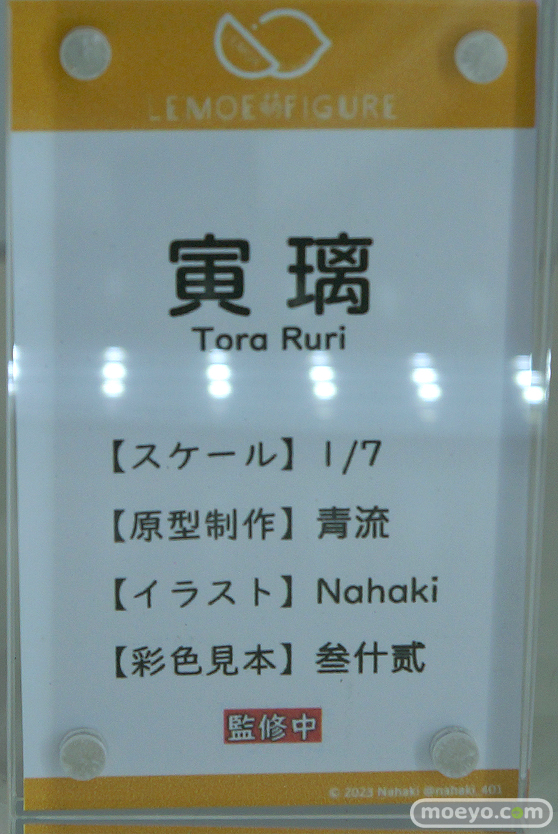 LEMOE萌FIGURE
寅 璃
Tora Ruri
【スケール】1/7
【原型制作】青流
【イラスト】Nahaki
【彩色見本】叁什贰
監修中
© 2023 Nahaki @nahaki_401
moeyo.com